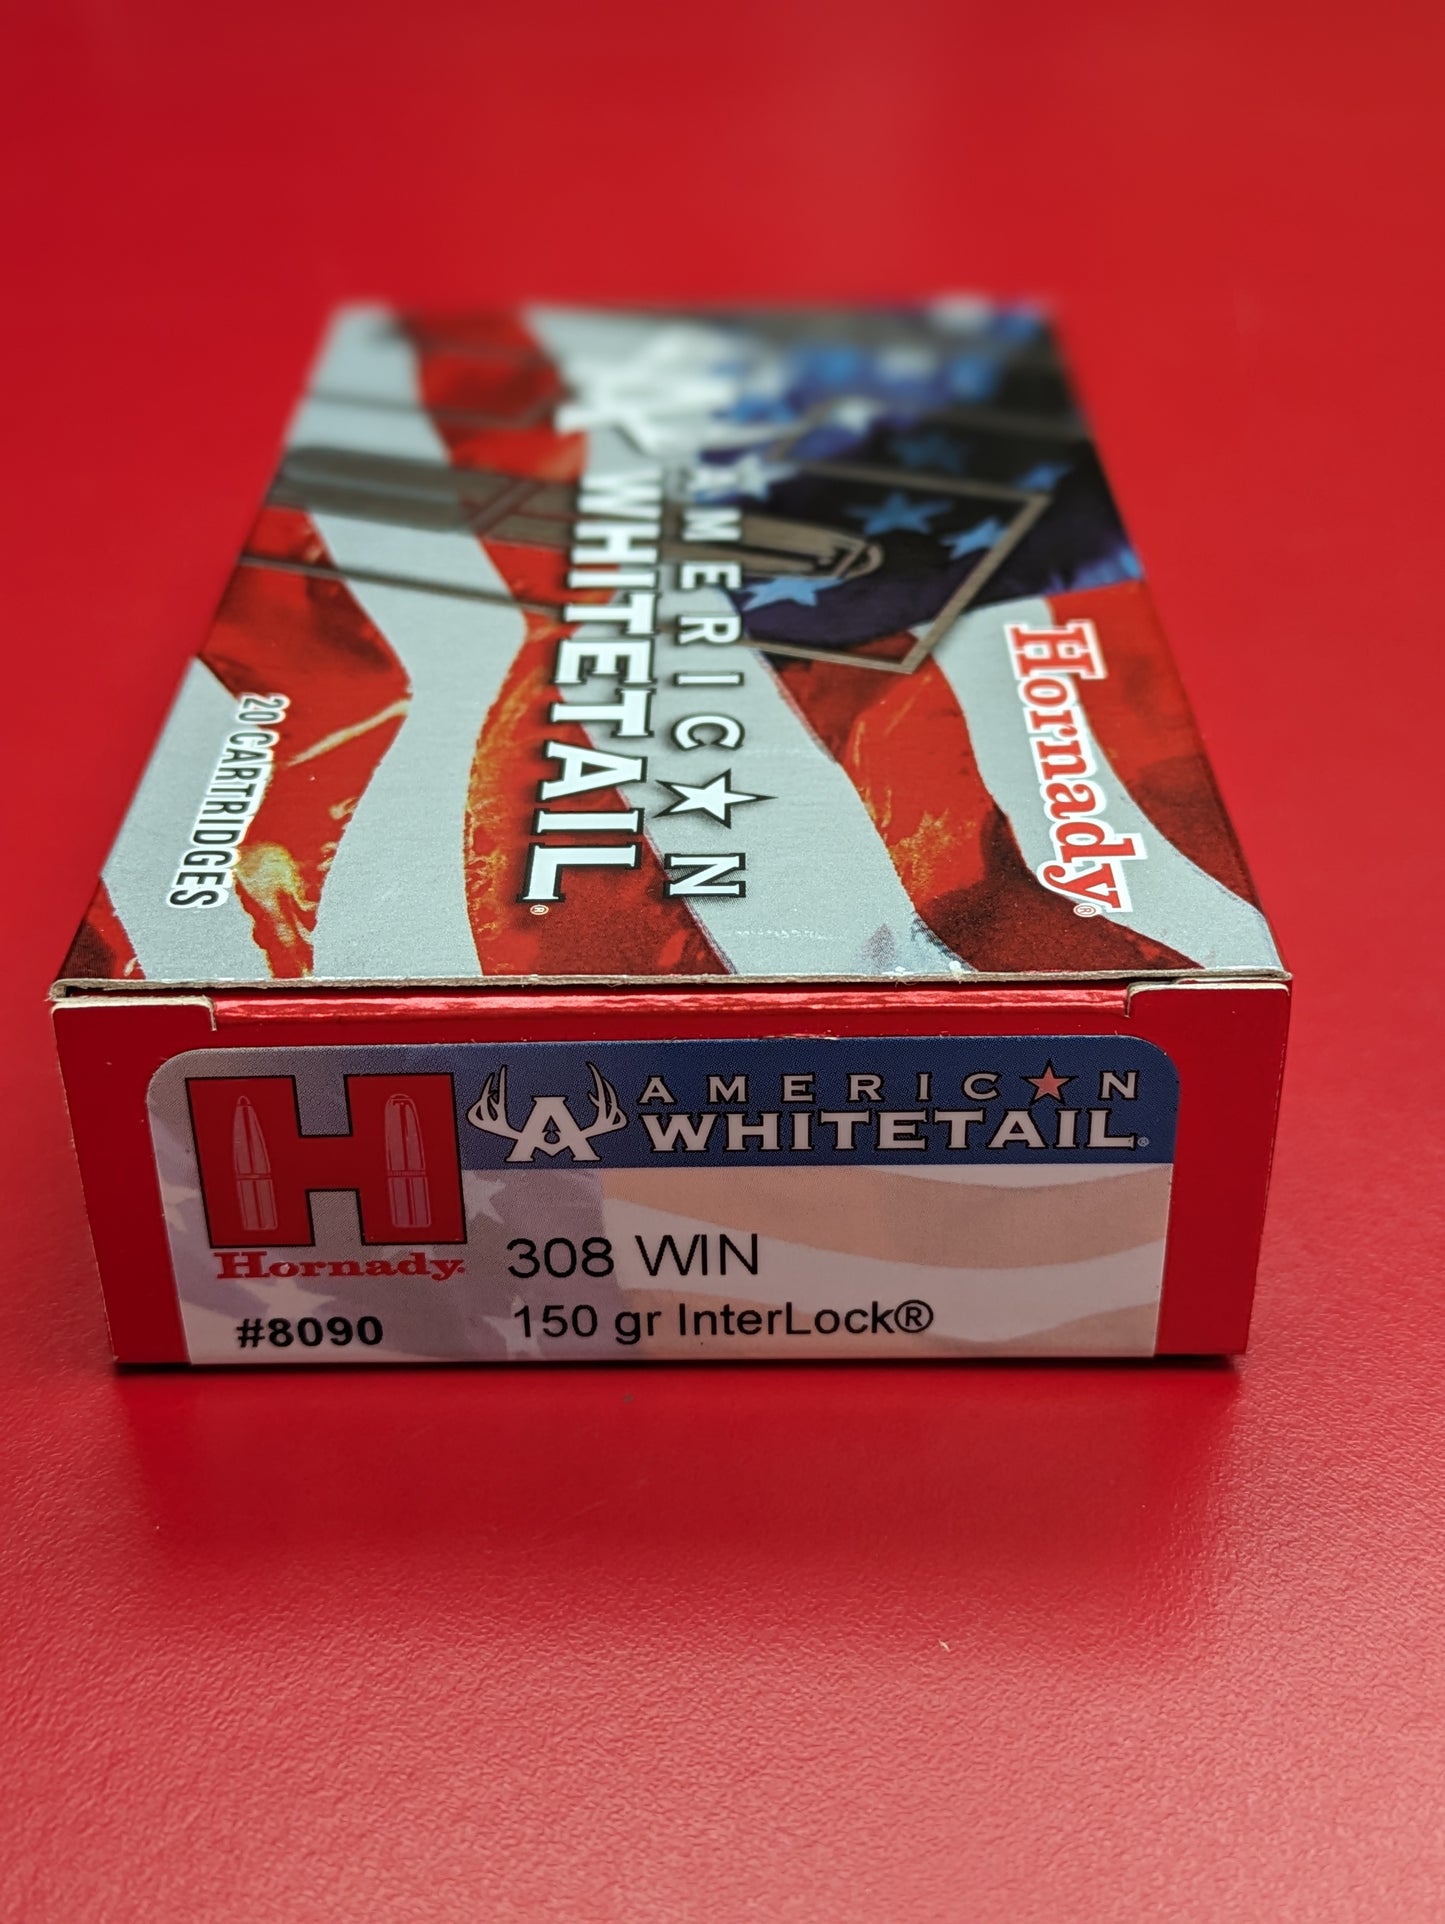 Hornady®
AMERICAN
WHITETAIL®
20 CARTRIDGES
AMERICAN
WHITETAIL®
Hornady.
308 WIN
#8090
150 gr InterLock®